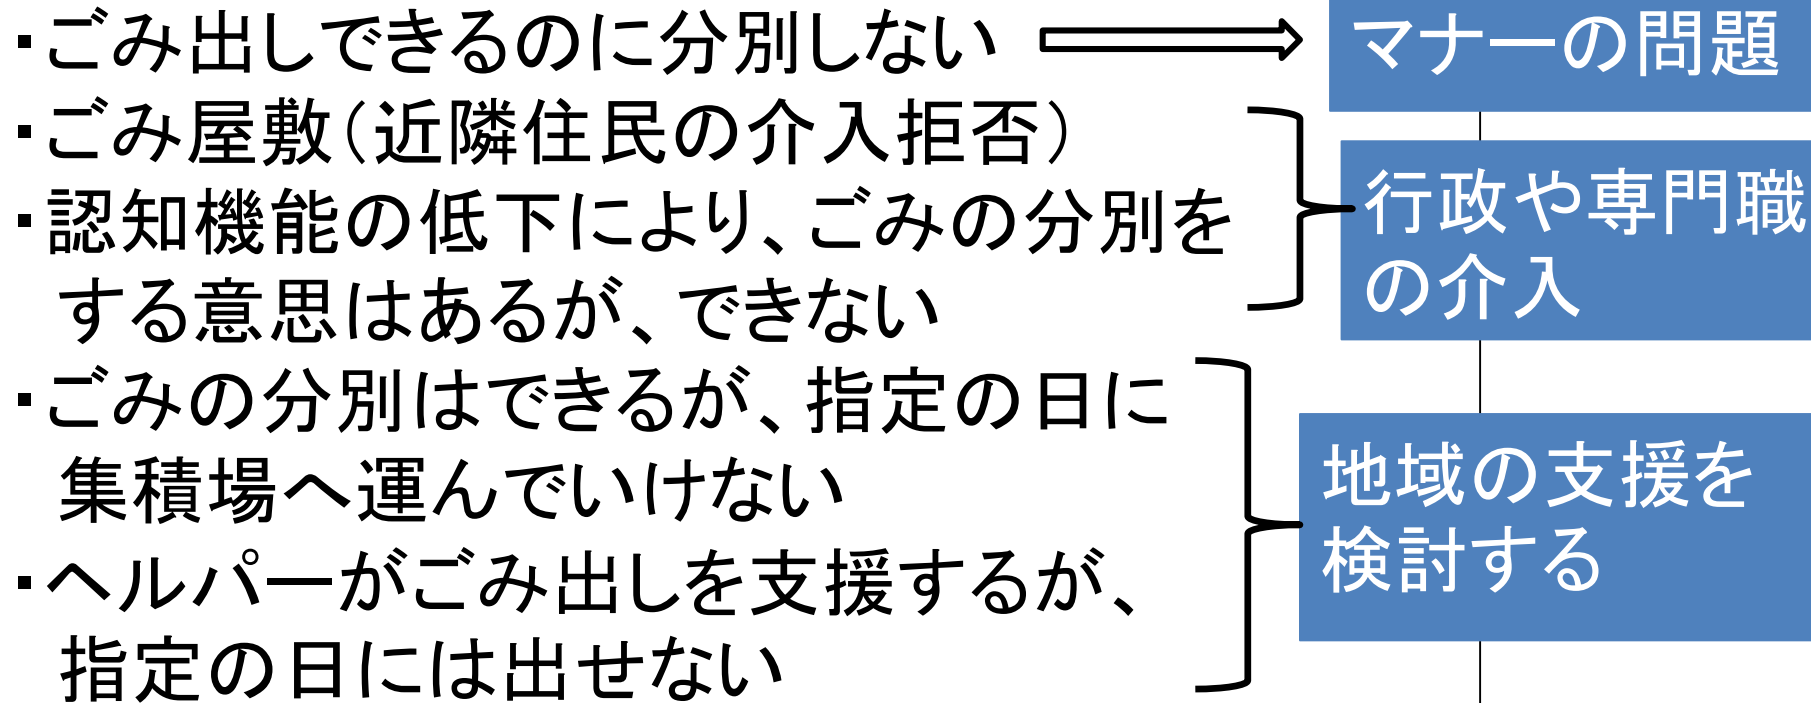 ・ごみ出しできるのに分別しない
マナーの問題
・ごみ屋敷（近隣住民の介入拒否）
・認知機能の低下により、ごみの分別を
する意思はあるが、できない
行政や専門職
の介入
・ごみの分別はできるが、指定の日に
集積場へ運んでいけない
・ヘルパーがごみ出しを支援するが、
指定の日には出せない
地域の支援を
検討する